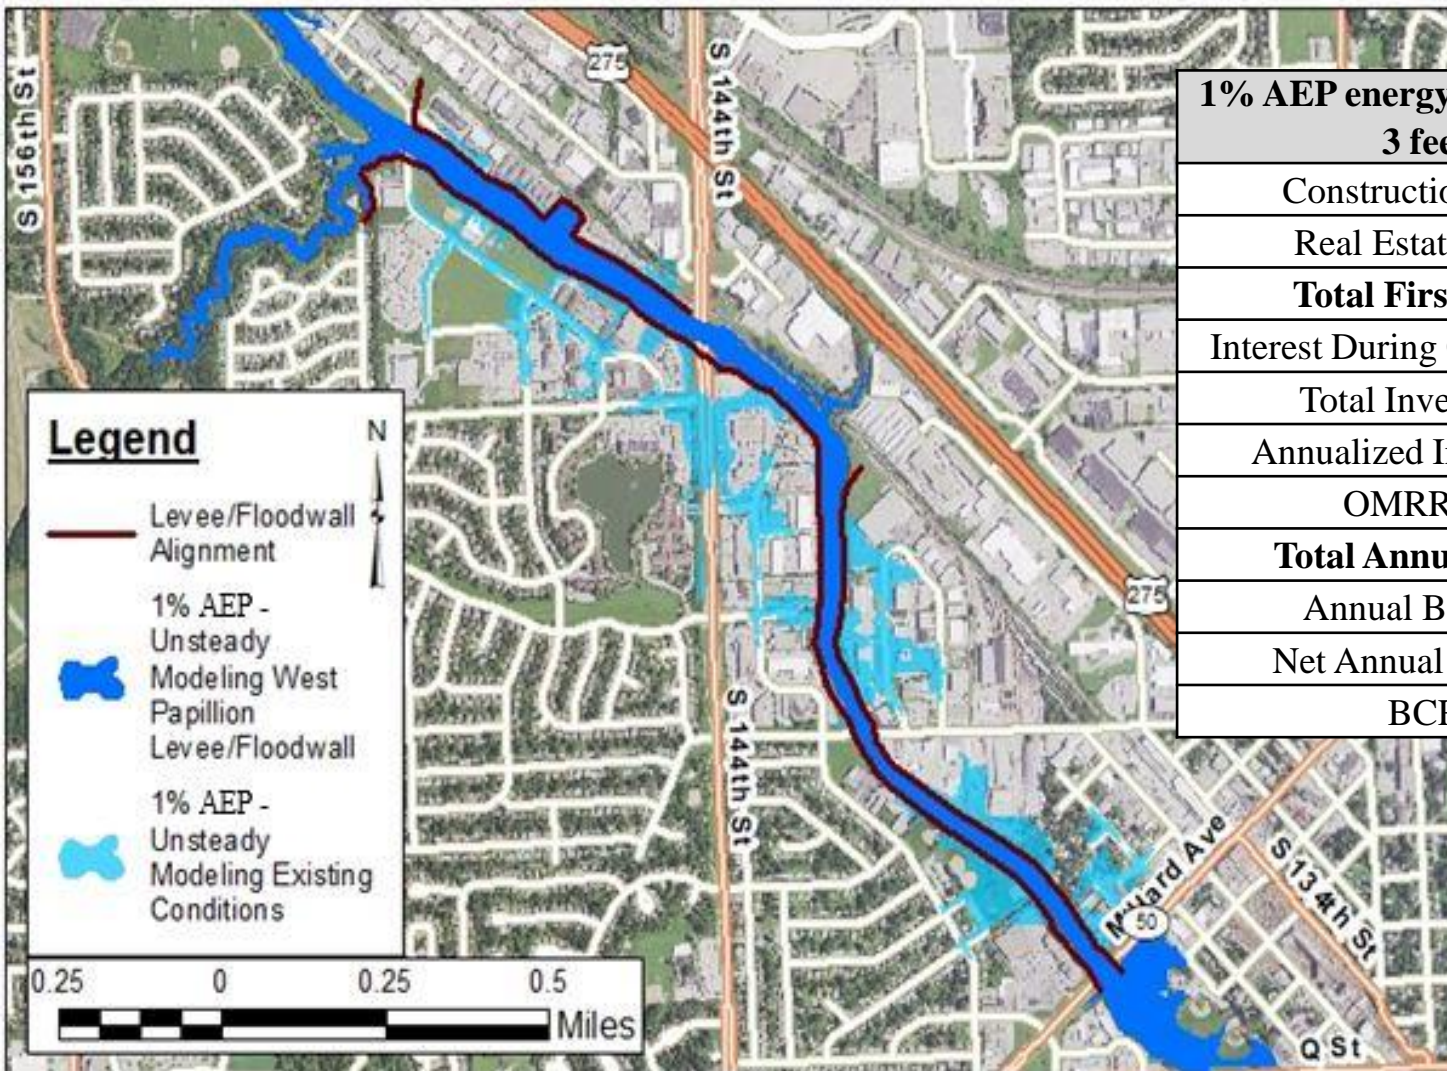 S 156th St
275
S 144th St
1% AEP energy
3 fee
Constructio
Real Estat
Total Firs
Interest During
Total Inve
Annualized I
OMRR
Total Annu
Annual B
Net Annual
BC
Legend
N
Levee/Floodwall
Alignment
1% AEP -
Unsteady
Modeling West
Papillion
Levee/Floodwall
1% AEP -
Unsteady
Modeling Existing
Conditions
275
S 144th St
Millard Ave
50
S 134th St
Q St
0.25 0 0.25 0.5
Miles